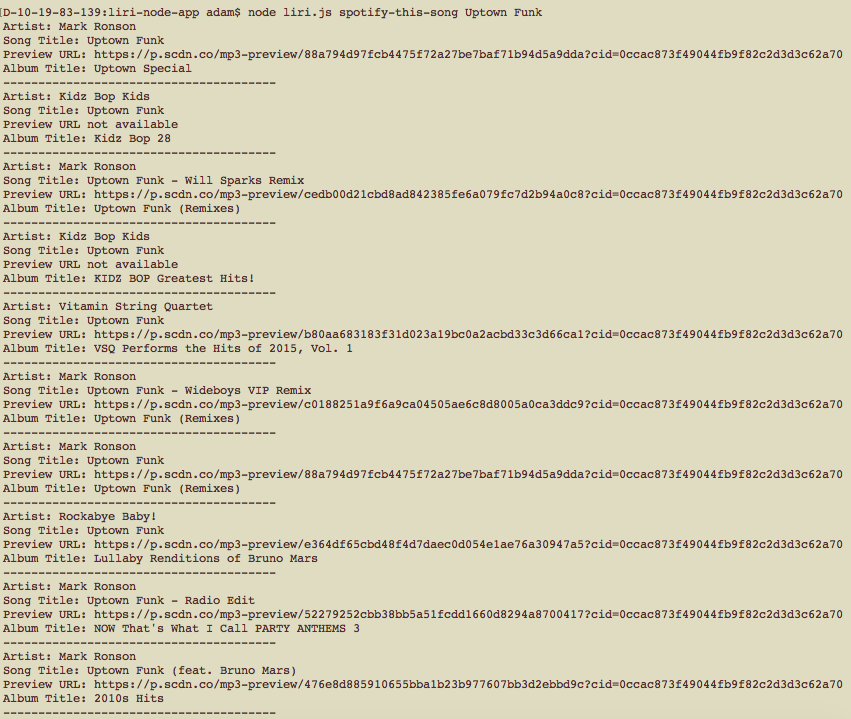 [D-10-19-83-139:liri-node-app adam$ node liri.js spotify-this-song Uptown Funk
Artist: Mark Ronson
Song Title: Uptown Funk
Preview URL: https://p.scdn.co/mp3-preview/88a794d97fcb4475f72a27be7baf71b94d5a9dda?cid=0ccac873f49044fb9f82c2d3d3c62a70
Album Title: Uptown Special
---------------------------------------
Artist: Kidz Bop Kids
Song Title: Uptown Funk
Preview URL not available
Album Title: Kidz Bop 28
---------------------------------------
Artist: Mark Ronson
Song Title: Uptown Funk - Will Sparks Remix
Preview URL: https://p.scdn.co/mp3-preview/cedb00d21cbd8ad842385fe6a079fc7d2b94a0c8?cid=0ccac873f49044fb9f82c2d3d3c62a70
Album Title: Uptown Funk (Remixes)
---------------------------------------
Artist: Kidz Bop Kids
Song Title: Uptown Funk
Preview URL not available
Album Title: KIDZ BOP Greatest Hits!
---------------------------------------
Artist: Vitamin String Quartet
Song Title: Uptown Funk
Preview URL: https://p.scdn.co/mp3-preview/b80aa683183f31d023a19bc0a2acbd33c3d66ca1?cid=0ccac873f49044fb9f82c2d3d3c62a70
Album Title: VSQ Performs the Hits of 2015, Vol. 1
---------------------------------------
Artist: Mark Ronson
Song Title: Uptown Funk - Wideboys VIP Remix
Preview URL: https://p.scdn.co/mp3-preview/c0188251a9f6a9ca04505ae6c8d8005a0ca3ddc9?cid=0ccac873f49044fb9f82c2d3d3c62a70
Album Title: Uptown Funk (Remixes)
---------------------------------------
Artist: Mark Ronson
Song Title: Uptown Funk
Preview URL: https://p.scdn.co/mp3-preview/88a794d97fcb4475f72a27be7baf71b94d5a9dda?cid=0ccac873f49044fb9f82c2d3d3c62a70
Album Title: Uptown Funk (Remixes)
---------------------------------------
Artist: Rockabye Baby!
Song Title: Uptown Funk
Preview URL: https://p.scdn.co/mp3-preview/e364df65cbd48f4d7daec0d054e1ae76a30947a5?cid=0ccac873f49044fb9f82c2d3d3c62a70
Album Title: Lullaby Renditions of Bruno Mars
---------------------------------------
Artist: Mark Ronson
Song Title: Uptown Funk - Radio Edit
Preview URL: https://p.scdn.co/mp3-preview/52279252cbb38bb5a51fcdd1660d8294a8700417?cid=0ccac873f49044fb9f82c2d3d3c62a70
Album Title: NOW That's What I Call PARTY ANTHEMS 3
---------------------------------------
Artist: Mark Ronson
Song Title: Uptown Funk (feat. Bruno Mars)
Preview URL: https://p.scdn.co/mp3-preview/476e8d885910655bba1b23b977607bb3d2ebbd9c?cid=0ccac873f49044fb9f82c2d3d3c62a70
Album Title: 2010s Hits
---------------------------------------